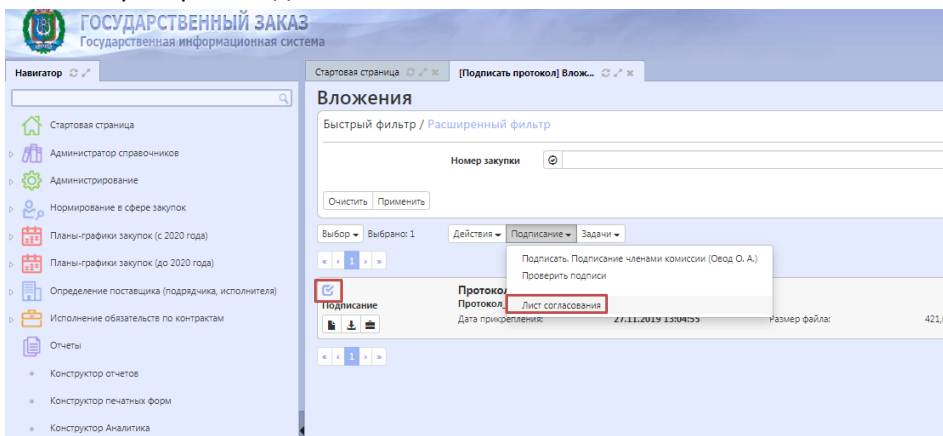 ГОСУДАРСТВЕННЫЙ ЗАКАЗ
Государственная информационная система
Навигатор
Стартовая страница
[Подписать протокол] Влож...
Стартовая страница
Администратор справочников
Администрирование
Нормирование в сфере закупок
Планы-графики закупок (с 2020 года)
Планы-графики закупок (до 2020 года)
Определение поставщика (подрядчика, исполнителя)
Исполнение обязательств по контрактам
Отчеты
Конструктор отчетов
Конструктор печатных форм
Конструктор Аналитика
Вложения
Быстрый фильтр / Расширенный фильтр
Номер закупки
Очистить Применить
Выбор Выбрано: 1 Действия Подписание Задачи
« ‹ 1 › »
Подписать. Подписание членами комиссии (Овод О. А.)
Проверить подписи
Лист согласования
Протокол
Подписание Протокол_
Дата прикрепления: 27.11.2019 13:04:55 Размер файла: 421,
« ‹ 1 › »